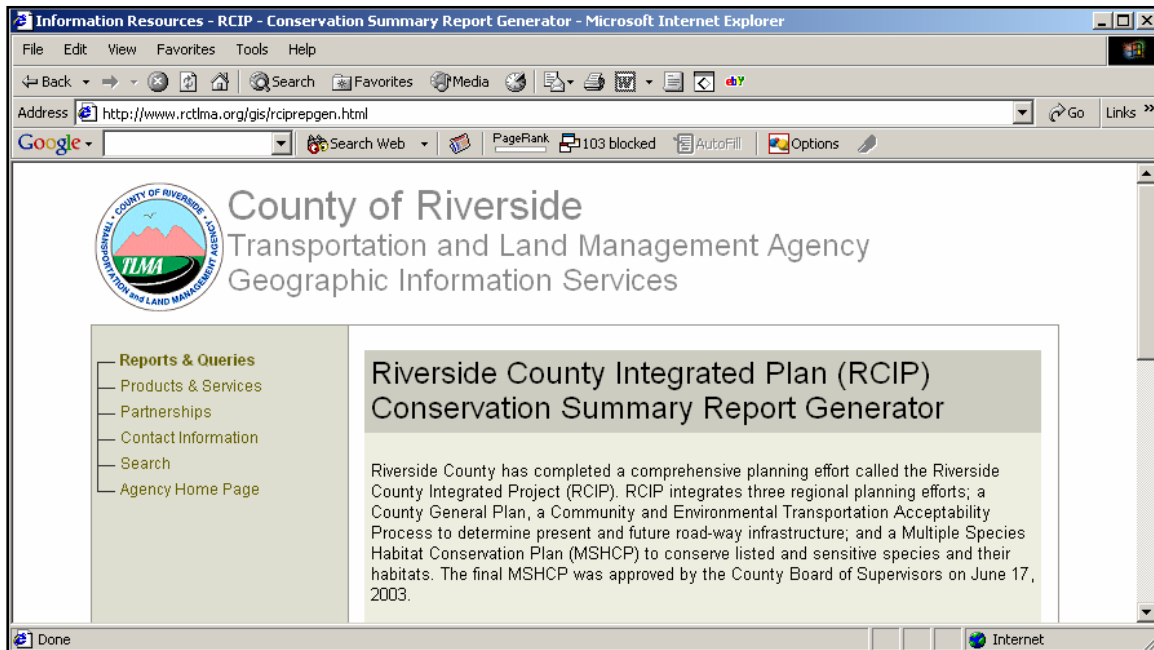 Information Resources - RCIP - Conservation Summary Report Generator - Microsoft Internet Explorer
File Edit View Favorites Tools Help
Back Search Favorites Media W ebY
Address http://www.rctlma.org/gis/rciprepgen.html Go Links »
Google Search Web PageRank 103 blocked AutoFill Options
COUNTY OF RIVERSIDE
TRANSPORTATION and LAND MANAGEMENT AGENCY
TLMA
County of Riverside
Transportation and Land Management Agency
Geographic Information Services
Reports & Queries
Products & Services
Partnerships
Contact Information
Search
Agency Home Page
Riverside County Integrated Plan (RCIP)
Conservation Summary Report Generator
Riverside County has completed a comprehensive planning effort called the Riverside
County Integrated Project (RCIP). RCIP integrates three regional planning efforts; a
County General Plan, a Community and Environmental Transportation Acceptability
Process to determine present and future road-way infrastructure; and a Multiple Species
Habitat Conservation Plan (MSHCP) to conserve listed and sensitive species and their
habitats. The final MSHCP was approved by the County Board of Supervisors on June 17,
2003.
Done Internet